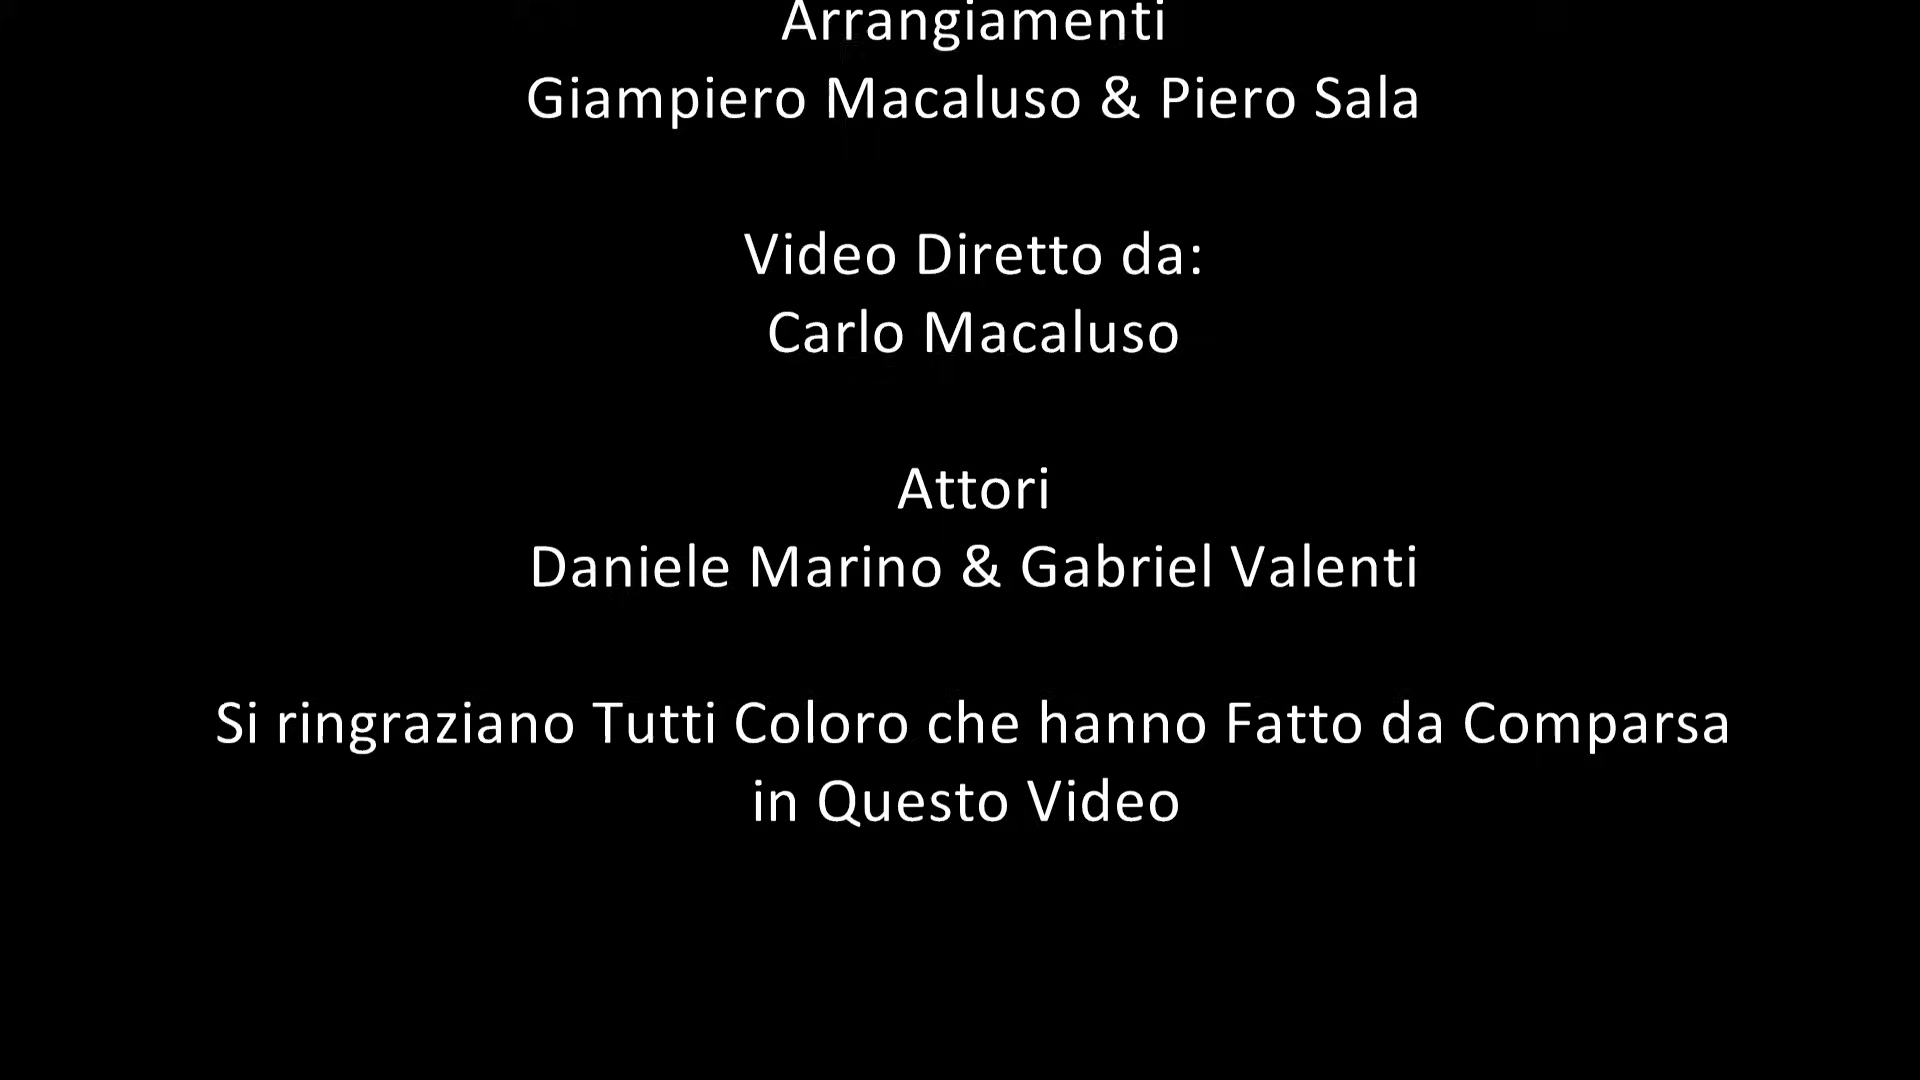 Arrangiamenti
Giampiero Macaluso & Piero Sala
Video Diretto da:
Carlo Macaluso
Attori
Daniele Marino & Gabriel Valenti
Si ringraziano Tutti Coloro che hanno Fatto da Comparsa
in Questo Video